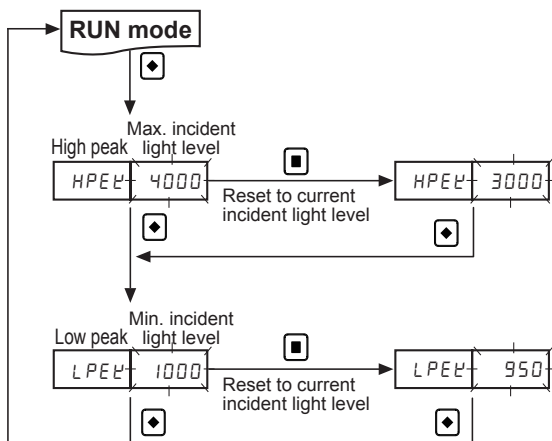 RUN mode
High peak
Max. incident
light level
HPEK 4000
Reset to current
incident light level
HPEK 3000
Low peak
Min. incident
light level
LPEK 1000
Reset to current
incident light level
LPEK 950